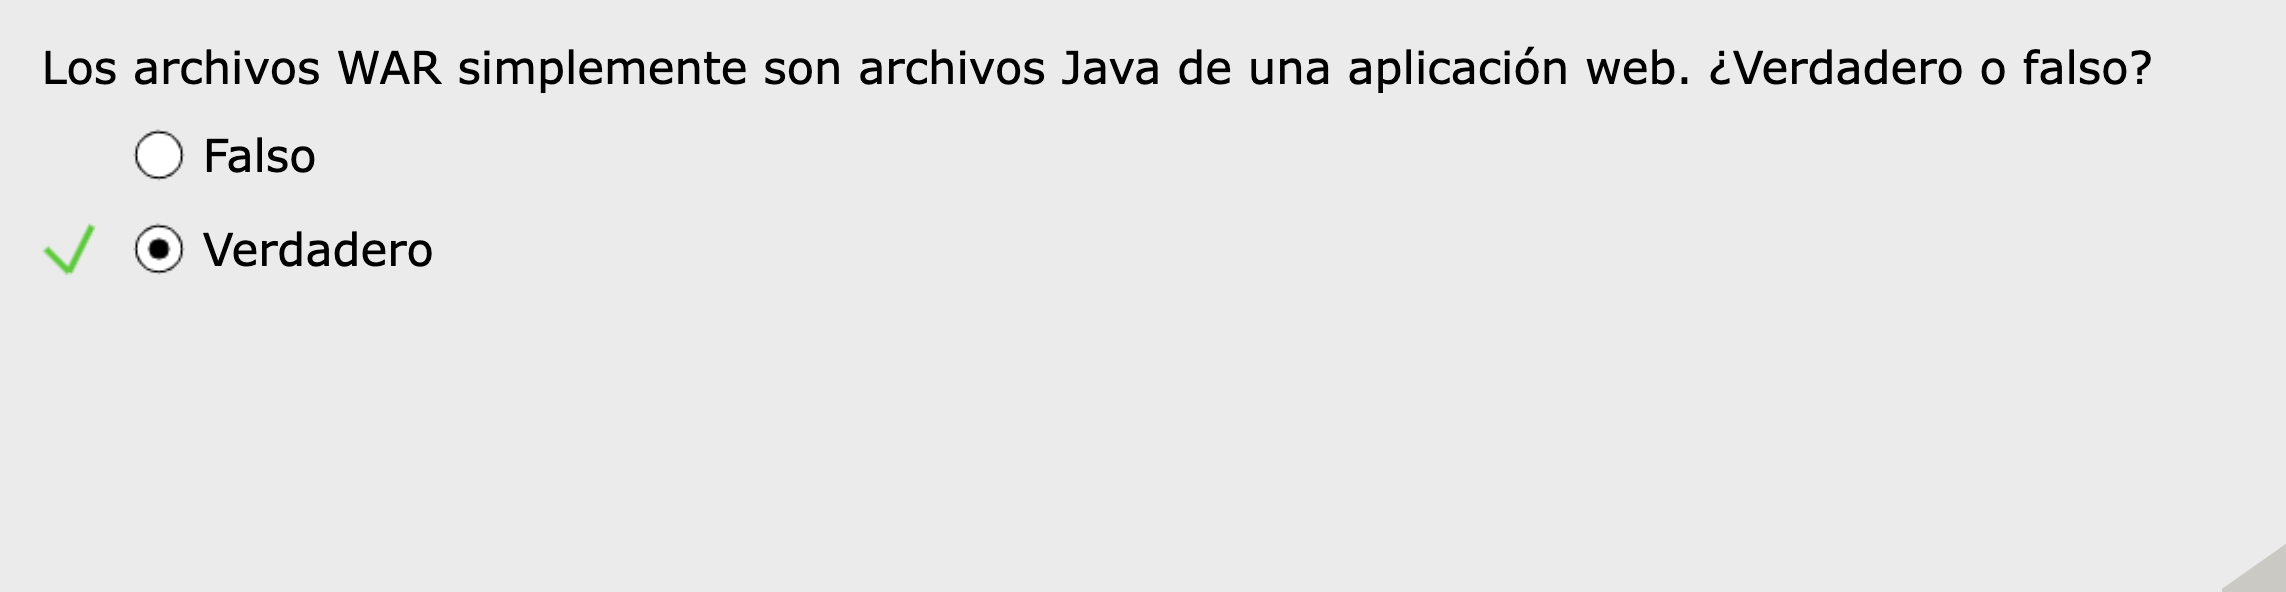 Los archivos WAR simplemente son archivos Java de una aplicación web. ¿Verdadero o falso?
Falso
Verdadero